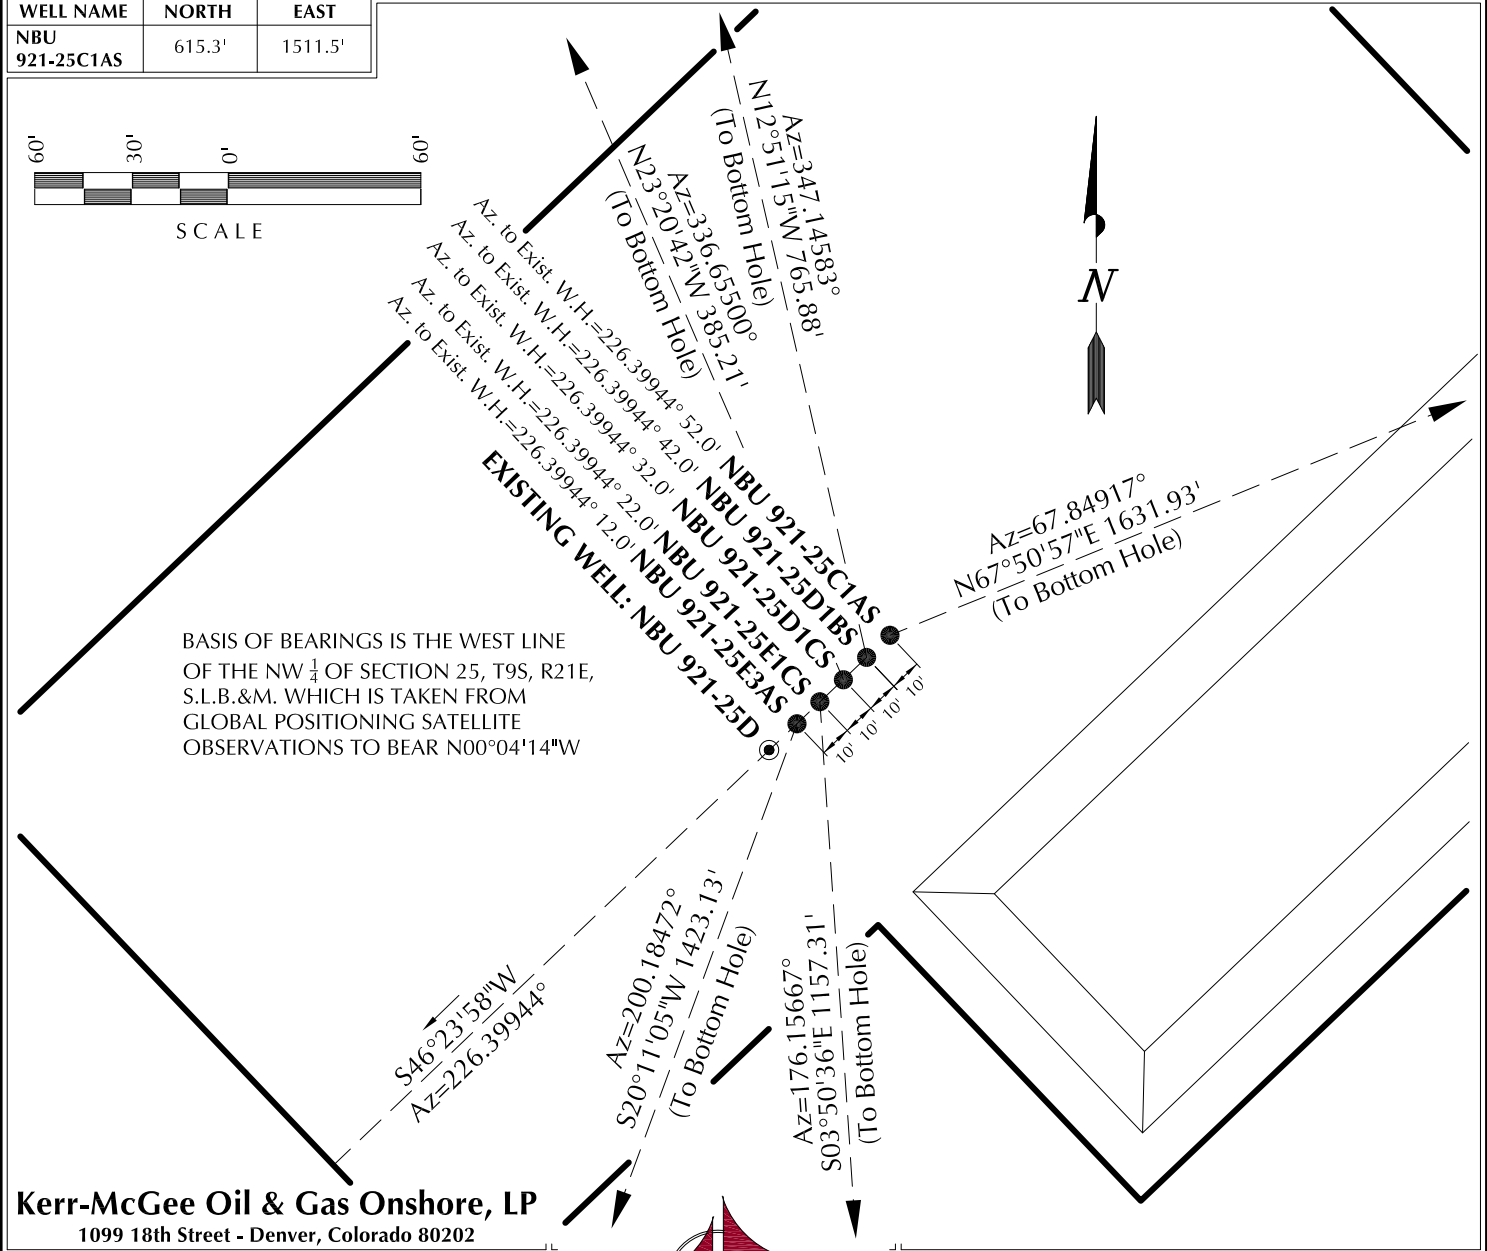 WELL NAME NORTH EAST
NBU 921-25C1AS 615.3' 1511.5'
60' 30' 0' 60'
SCALE
N12°51'15"W 765.88'
Az=347.14583°
(To Bottom Hole)
N23°20'42"W 385.21'
Az=336.65500°
(To Bottom Hole)
N
Az. to Exist. W.H.=226.39944° 52.0' NBU 921-25C1AS
Az. to Exist. W.H.=226.39944° 42.0' NBU 921-25D1BS
Az. to Exist. W.H.=226.39944° 32.0' NBU 921-25D1CS
Az. to Exist. W.H.=226.39944° 22.0' NBU 921-25E1CS
Az. to Exist. W.H.=226.39944° 12.0' NBU 921-25E3AS
EXISTING WELL: NBU 921-25D
Az=67.84917°
N67°50'57"E 1631.93'
(To Bottom Hole)
10'
10'
10'
10'
BASIS OF BEARINGS IS THE WEST LINE
OF THE NW 1/4 OF SECTION 25, T9S, R21E,
S.L.B.&M. WHICH IS TAKEN FROM
GLOBAL POSITIONING SATELLITE
OBSERVATIONS TO BEAR N00°04'14"W
S46°23'58"W
Az=226.39944°
Az=200.18472°
S20°11'05"W 1423.13'
(To Bottom Hole)
Az=176.15667°
S03°50'36"E 1157.31'
(To Bottom Hole)
Kerr-McGee Oil & Gas Onshore, LP
1099 18th Street - Denver, Colorado 80202